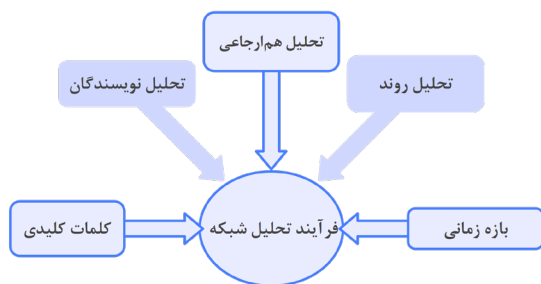 تحلیل هم‌ارجاعی
تحلیل روند
تحلیل نویسندگان
بازه زمانی
فرآیند تحلیل شبکه
کلمات کلیدی